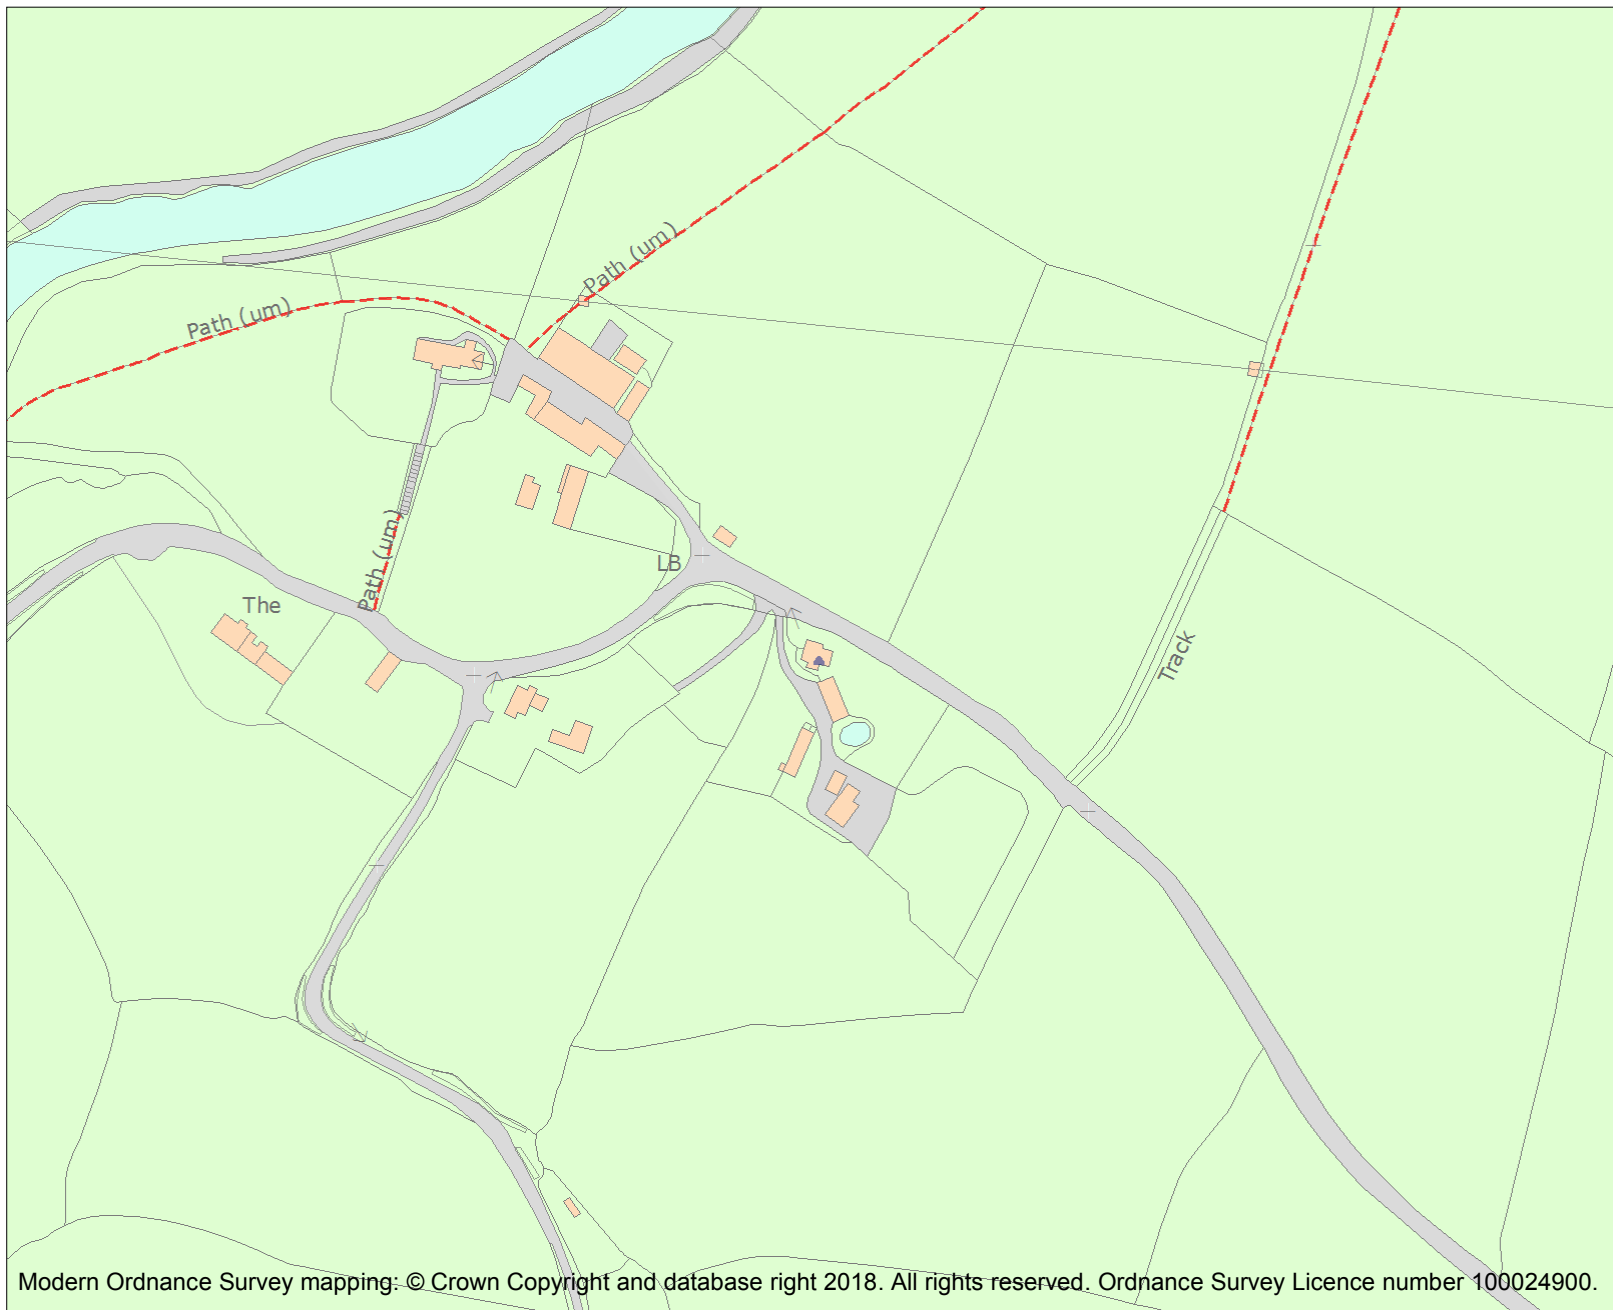 Path (um)
Path (um)
Path (um)
LB
The
Track
Modern Ordnance Survey mapping: © Crown Copyright and database right 2018. All rights reserved. Ordnance Survey Licence number 100024900.